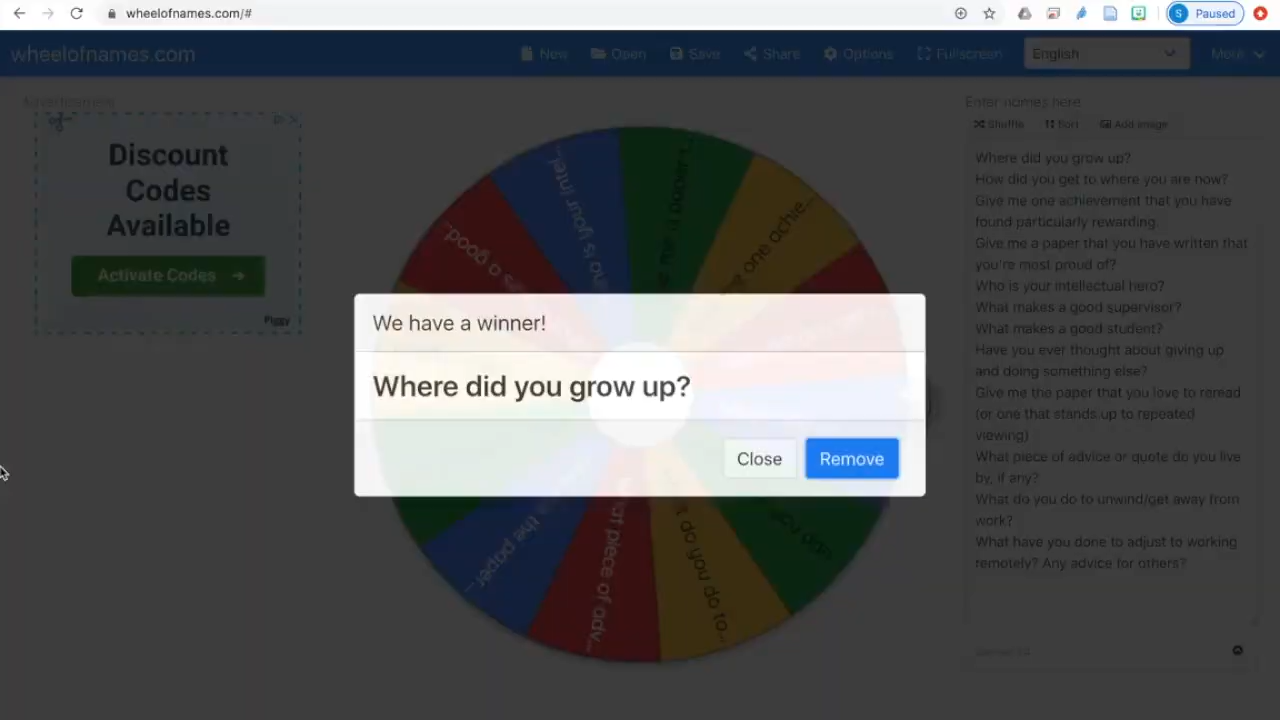 wheelofnames.com/#
S Paused
wheelofnames.com
New Open Save Share Options Fullscreen English More
Advertisement
Discount
Codes
Available
Activate Codes →
Piggy
Enter names here
Shuffle Sort Add image
Where did you grow up?
How did you get to where you are now?
Give me one achievement that you have
found particularly rewarding.
Give me a paper that you have written that
you're most proud of?
Who is your intellectual hero?
What makes a good supervisor?
What makes a good student?
Have you ever thought about giving up
and doing something else?
Give me the paper that you love to reread
(or one that stands up to repeated
viewing)
What piece of advice or quote do you live
by, if any?
What do you do to unwind/get away from
work?
What have you done to adjust to working
remotely? Any advice for others?
We have a winner!
Where did you grow up?
Close Remove